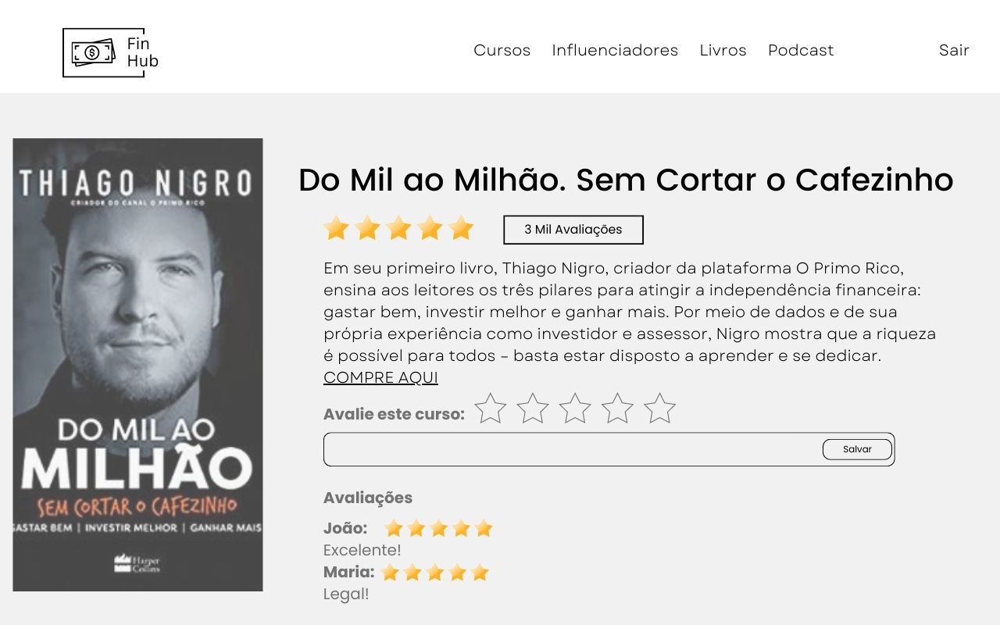 Fin
Hub
Cursos Influenciadores Livros Podcast Sair
THIAGO NIGRO
CRIADOR DO CANAL O PRIMO RICO
DO MIL AO
MILHÃO
SEM CORTAR O CAFEZINHO
GASTAR BEM | INVESTIR MELHOR | GANHAR MAIS
Harper
Collins
Do Mil ao Milhão. Sem Cortar o Cafezinho
3 Mil Avaliações
Em seu primeiro livro, Thiago Nigro, criador da plataforma O Primo Rico,
ensina aos leitores os três pilares para atingir a independência financeira:
gastar bem, investir melhor e ganhar mais. Por meio de dados e de sua
própria experiência como investidor e assessor, Nigro mostra que a riqueza
é possível para todos – basta estar disposto a aprender e se dedicar.
COMPRE AQUI
Avalie este curso:
Salvar
Avaliações
João:
Excelente!
Maria:
Legal!